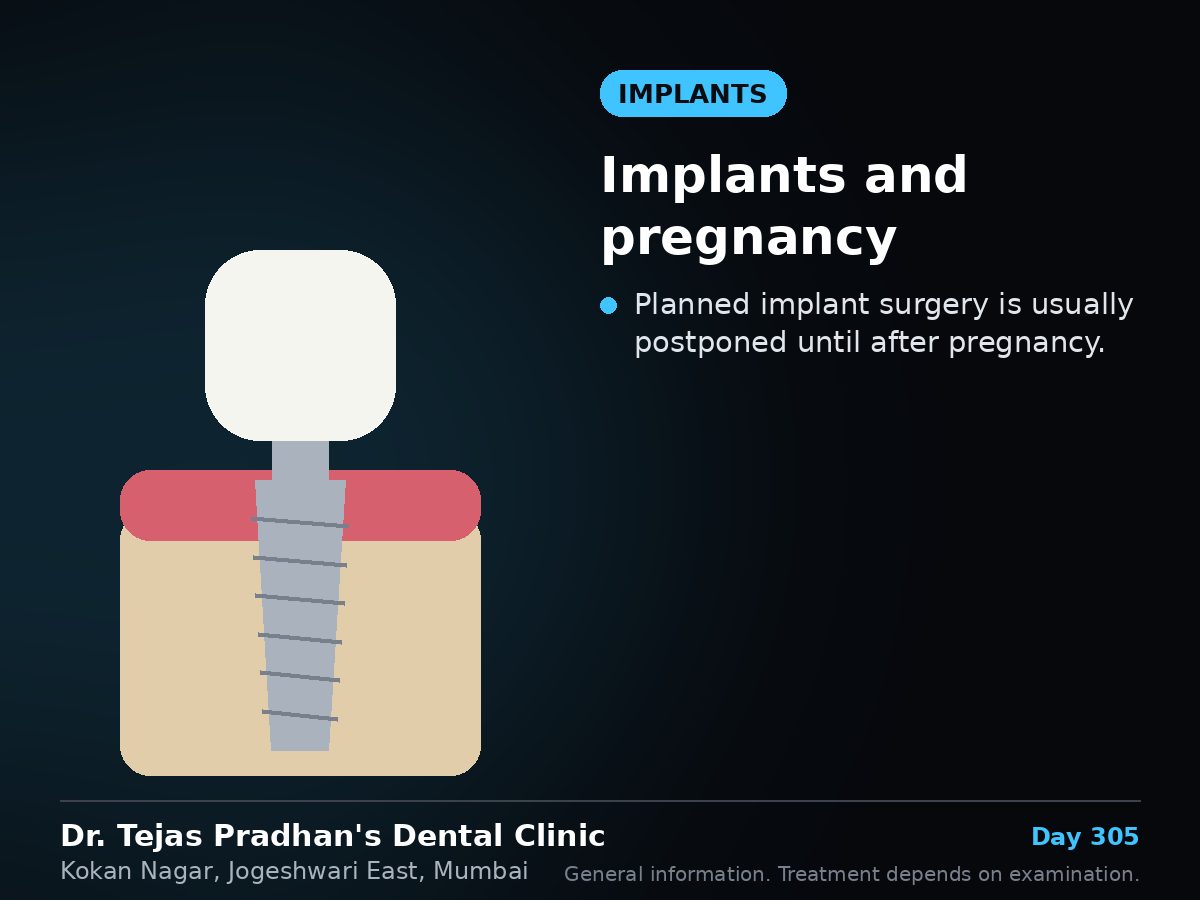 IMPLANTS
Implants and
pregnancy
Planned implant surgery is usually
postponed until after pregnancy.
Dr. Tejas Pradhan's Dental Clinic
Day 305
Kokan Nagar, Jogeshwari East, Mumbai
General information. Treatment depends on examination.